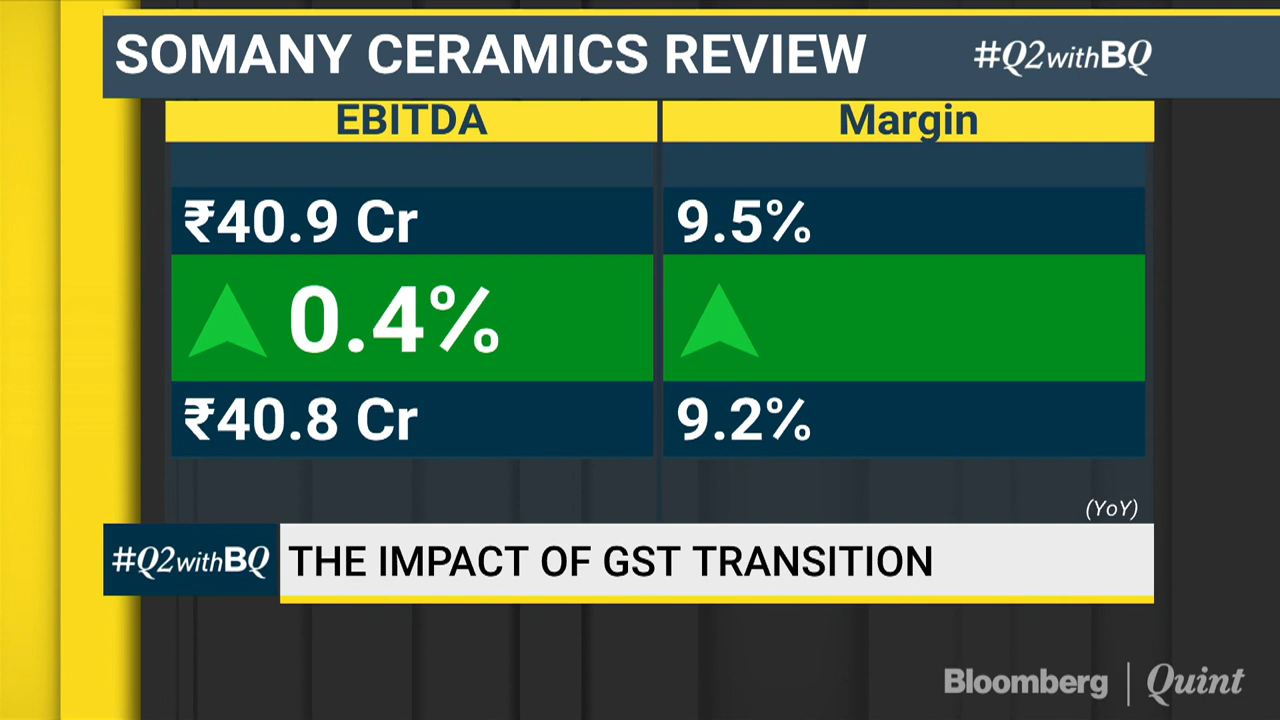 SOMANY CERAMICS REVIEW #Q2withBQ
EBITDA Margin
₹40.9 Cr 9.5%
0.4%
₹40.8 Cr 9.2%
(YoY)
#Q2withBQ THE IMPACT OF GST TRANSITION
Bloomberg | Quint